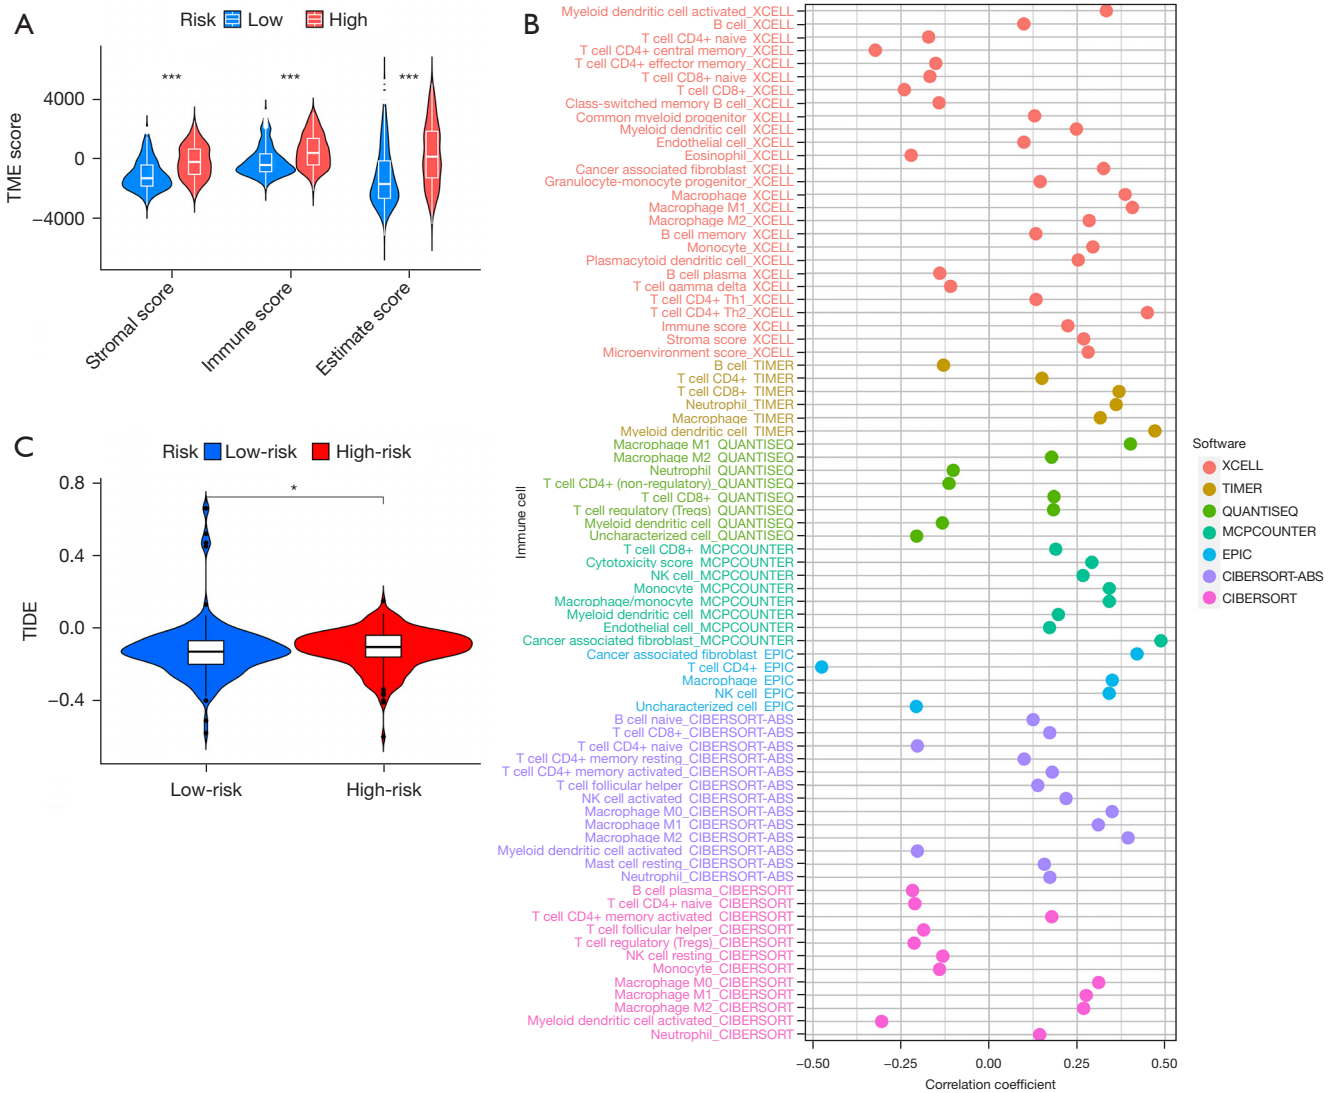 A
Risk Low High
TME score
4000
0
−4000
***
***
***
Stromal score
Immune score
Estimate score
B
Immune cell
Myeloid dendritic cell activated_XCELL
B cell_XCELL
T cell CD4+ naive_XCELL
T cell CD4+ central memory_XCELL
T cell CD4+ effector memory_XCELL
T cell CD8+ naive_XCELL
T cell CD8+_XCELL
Class-switched memory B cell_XCELL
Common myeloid progenitor_XCELL
Myeloid dendritic cell_XCELL
Endothelial cell_XCELL
Eosinophil_XCELL
Cancer associated fibroblast_XCELL
Granulocyte-monocyte progenitor_XCELL
Macrophage_XCELL
Macrophage M1_XCELL
Macrophage M2_XCELL
B cell memory_XCELL
Monocyte_XCELL
Plasmacytoid dendritic cell_XCELL
B cell plasma_XCELL
T cell gamma delta_XCELL
T cell CD4+ Th1_XCELL
T cell CD4+ Th2_XCELL
Immune score_XCELL
Stroma score_XCELL
Microenvironment score_XCELL
B cell_TIMER
T cell CD4+_TIMER
T cell CD8+_TIMER
Neutrophil_TIMER
Macrophage_TIMER
Myeloid dendritic cell_TIMER
Macrophage M1_QUANTISEQ
Macrophage M2_QUANTISEQ
Neutrophil_QUANTISEQ
T cell CD4+ (non-regulatory)_QUANTISEQ
T cell CD8+_QUANTISEQ
T cell regulatory (Tregs)_QUANTISEQ
Myeloid dendritic cell_QUANTISEQ
Uncharacterized cell_QUANTISEQ
T cell CD8+_MCPCOUNTER
Cytotoxicity score_MCPCOUNTER
NK cell_MCPCOUNTER
Monocyte_MCPCOUNTER
Macrophage/monocyte_MCPCOUNTER
Myeloid dendritic cell_MCPCOUNTER
Endothelial cell_MCPCOUNTER
Cancer associated fibroblast_MCPCOUNTER
Cancer associated fibroblast_EPIC
T cell CD4+_EPIC
Macrophage_EPIC
NK cell_EPIC
Uncharacterized cell_EPIC
B cell naive_CIBERSORT-ABS
T cell CD8+_CIBERSORT-ABS
T cell CD4+ naive_CIBERSORT-ABS
T cell CD4+ memory resting_CIBERSORT-ABS
T cell CD4+ memory activated_CIBERSORT-ABS
T cell follicular helper_CIBERSORT-ABS
NK cell activated_CIBERSORT-ABS
Macrophage M0_CIBERSORT-ABS
Macrophage M1_CIBERSORT-ABS
Macrophage M2_CIBERSORT-ABS
Myeloid dendritic cell activated_CIBERSORT-ABS
Mast cell resting_CIBERSORT-ABS
Neutrophil_CIBERSORT-ABS
B cell plasma_CIBERSORT
T cell CD4+ naive_CIBERSORT
T cell CD4+ memory activated_CIBERSORT
T cell follicular helper_CIBERSORT
T cell regulatory (Tregs)_CIBERSORT
NK cell resting_CIBERSORT
Monocyte_CIBERSORT
Macrophage M0_CIBERSORT
Macrophage M1_CIBERSORT
Macrophage M2_CIBERSORT
Myeloid dendritic cell activated_CIBERSORT
Neutrophil_CIBERSORT
−0.50 −0.25 0.00 0.25 0.50
Correlation coefficient
Software
XCELL
TIMER
QUANTISEQ
MCPCOUNTER
EPIC
CIBERSORT-ABS
CIBERSORT
C
Risk Low-risk High-risk
TIDE
0.8
0.4
0.0
−0.4
*
Low-risk High-risk